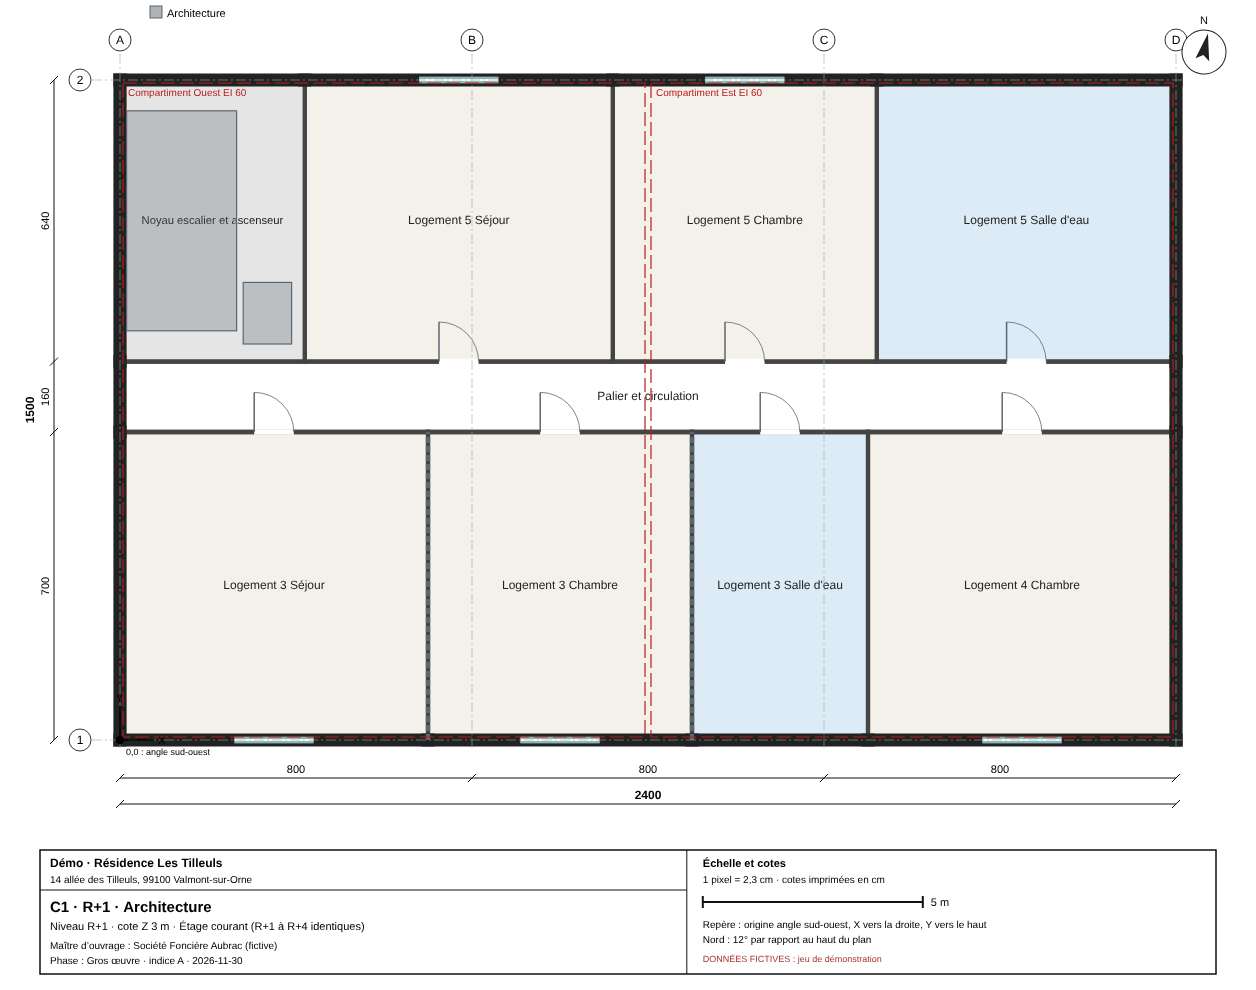 Architecture
N
A
B
C
D
2
Compartiment Ouest EI 60
Compartiment Est EI 60
640
Noyau escalier et ascenseur
Logement 5 Séjour
Logement 5 Chambre
Logement 5 Salle d'eau
1500
160
Palier et circulation
700
Logement 3 Séjour
Logement 3 Chambre
Logement 3 Salle d'eau
Logement 4 Chambre
1
0,0 : angle sud-ouest
800
800
800
2400
Démo · Résidence Les Tilleuls
14 allée des Tilleuls, 99100 Valmont-sur-Orne
C1 · R+1 · Architecture
Niveau R+1 · cote Z 3 m · Étage courant (R+1 à R+4 identiques)
Maître d'ouvrage : Société Foncière Aubrac (fictive)
Phase : Gros œuvre · indice A · 2026-11-30
Échelle et cotes
1 pixel = 2,3 cm · cotes imprimées en cm
5 m
Repère : origine angle sud-ouest, X vers la droite, Y vers le haut
Nord : 12° par rapport au haut du plan
DONNÉES FICTIVES : jeu de démonstration